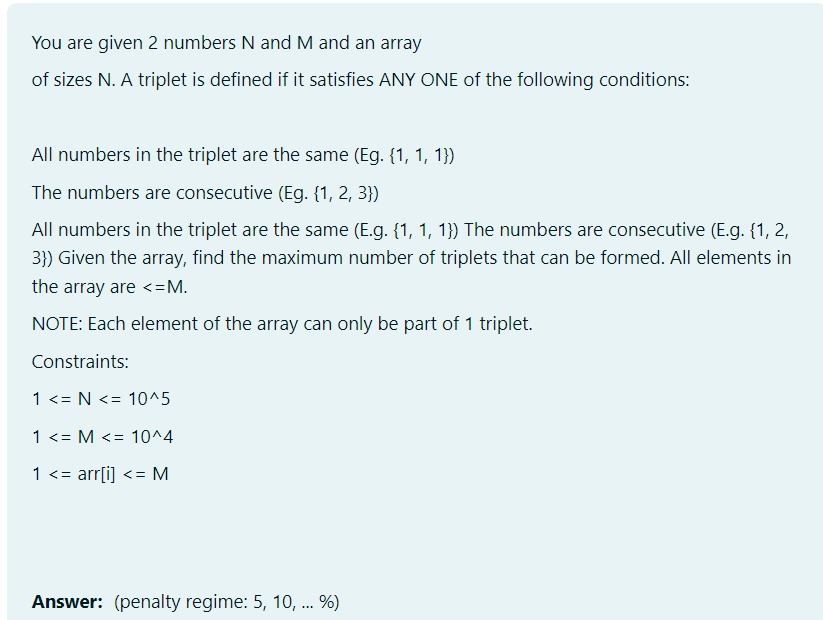 You are given 2 numbers N and M and an array
of sizes N. A triplet is defined if it satisfies ANY ONE of the following conditions:
All numbers in the triplet are the same (Eg. {1, 1, 1})
The numbers are consecutive (Eg. {1, 2, 3})
All numbers in the triplet are the same (E.g. {1, 1, 1}) The numbers are consecutive (E.g. {1, 2,
3}) Given the array, find the maximum number of triplets that can be formed. All elements in
the array are <=M.
NOTE: Each element of the array can only be part of 1 triplet.
Constraints:
1 <= N <= 10^5
1 <= M <= 10^4
1 <= arr[i] <= M
Answer: (penalty regime: 5, 10, ... %)